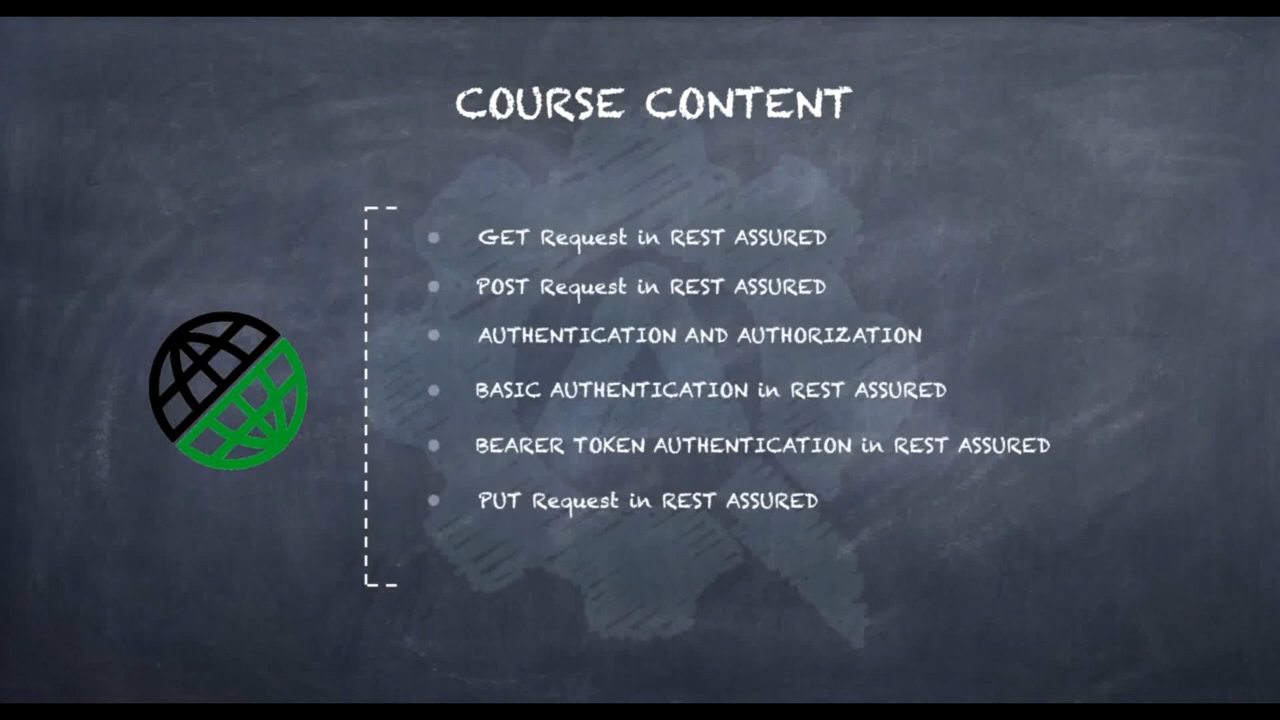 COURSE CONTENT
GET Request in REST ASSURED
POST Request in REST ASSURED
AUTHENTICATION AND AUTHORIZATION
BASIC AUTHENTICATION in REST ASSURED
BEARER TOKEN AUTHENTICATION in REST ASSURED
PUT Request in REST ASSURED